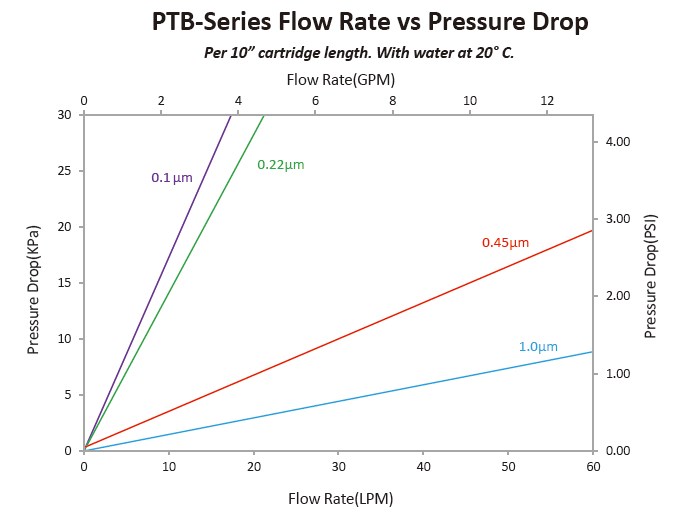 PTB-Series Flow Rate vs Pressure Drop
Per 10” cartridge length. With water at 20° C.
Flow Rate(GPM)
0 2 4 6 8 10 12
30
25
20
15
10
5
0
Pressure Drop(KPa)
0.1 μm
0.22μm
0.45μm
1.0μm
4.00
3.00
2.00
1.00
0.00
Pressure Drop(PSI)
0 10 20 30 40 50 60
Flow Rate(LPM)